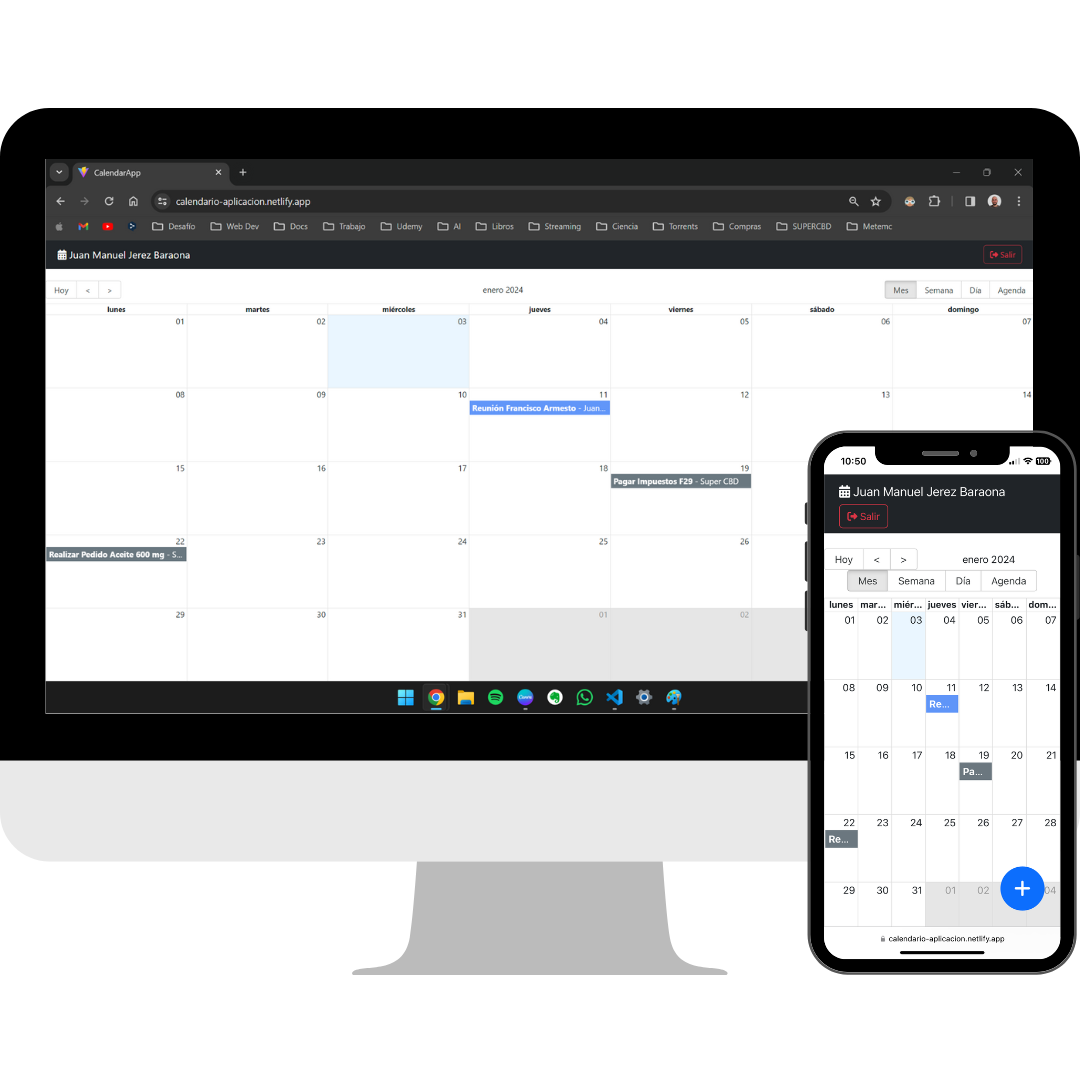 CalendarApp
calendario-aplicacion.netlify.app
Desafío Web Dev Docs Trabajo Udemy AI Libros Streaming Ciencia Torrents Compras SUPERCBD Metemc
Juan Manuel Jerez Baraona Salir
Hoy < > enero 2024 Mes Semana Día Agenda
lunes martes miércoles jueves viernes sábado domingo
01 02 03 04 05 06 07
08 09 10 11 12 13 14
Reunión Francisco Armesto - Juan...
15 16 17 18 19
Pagar Impuestos F29 - Super CBD
22 23 24 25 26
Realizar Pedido Aceite 600 mg - S...
29 30 31 01 02
Canva
10:50 100
Juan Manuel Jerez Baraona
Salir
Hoy < > enero 2024
Mes Semana Día Agenda
lunes mar... miér... jueves vier... sáb... dom...
01 02 03 04 05 06 07
08 09 10 11 12 13 14
Re...
15 16 17 18 19 20 21
Pa...
22 23 24 25 26 27 28
Re...
29 30 31 01 02 04
+
calendario-aplicacion.netlify.app